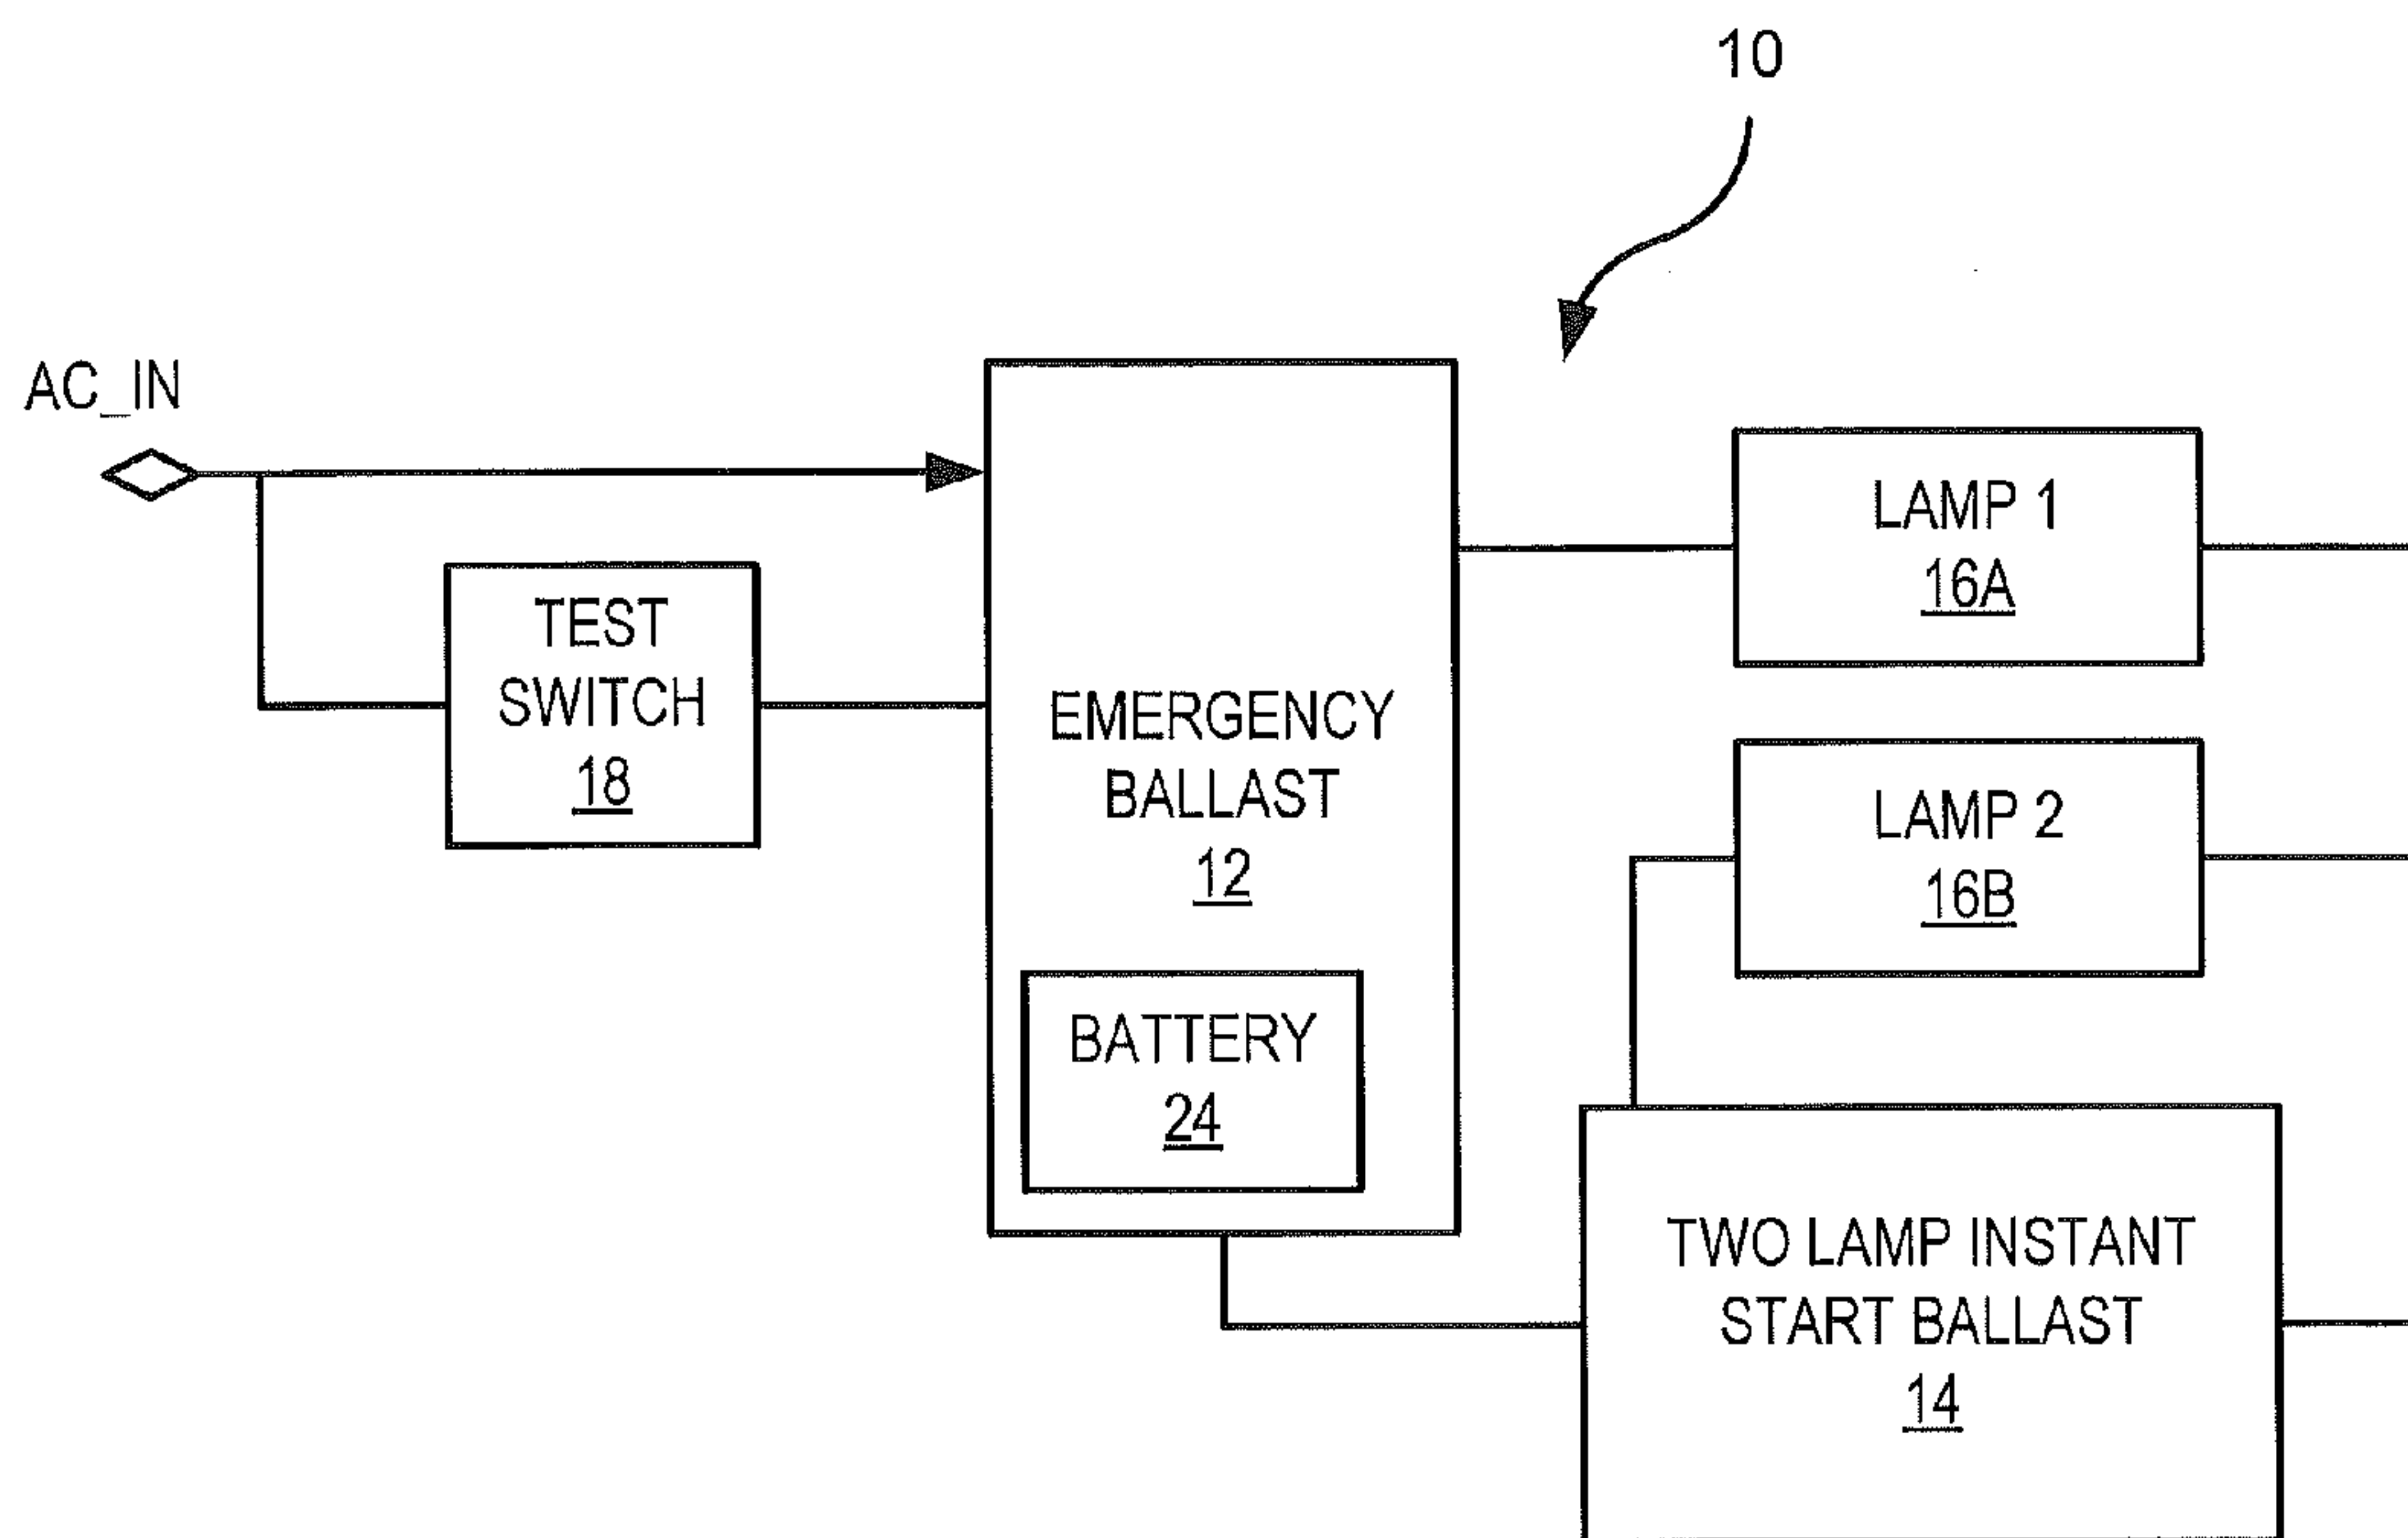 10
AC_IN
TEST
SWITCH
18
EMERGENCY
BALLAST
12
BATTERY
24
LAMP 1
16A
LAMP 2
16B
TWO LAMP INSTANT
START BALLAST
14